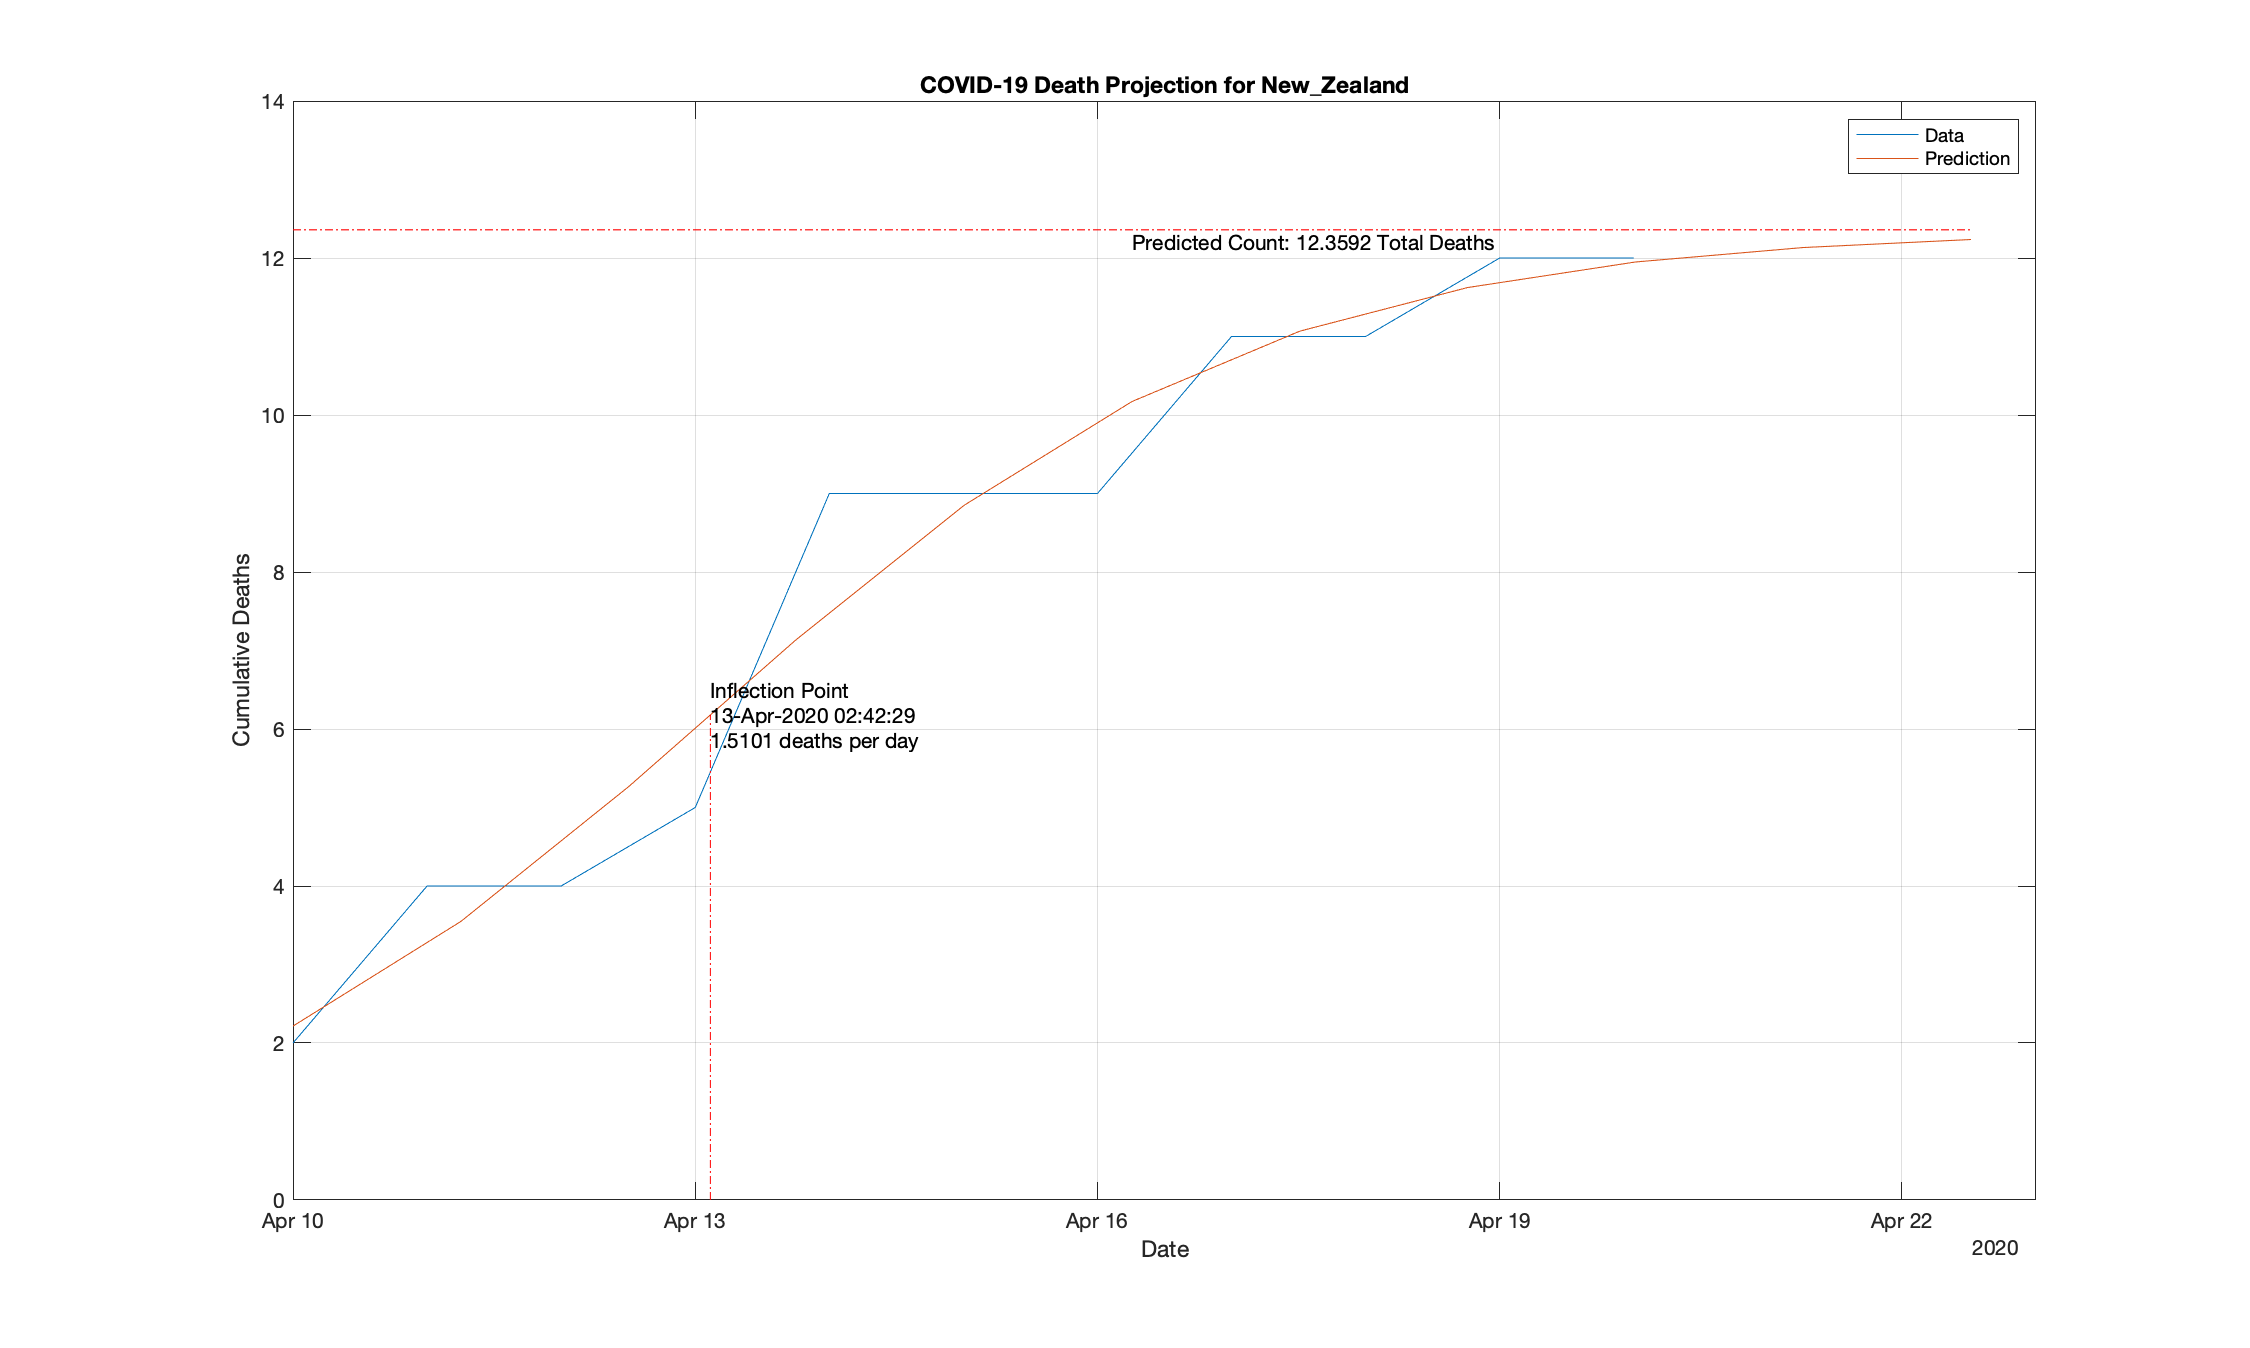 COVID-19 Death Projection for New_Zealand
14
12
10
8
6
4
2
0
Cumulative Deaths
Data
Prediction
Predicted Count: 12.3592 Total Deaths
Inflection Point
13-Apr-2020 02:42:29
1.5101 deaths per day
Apr 10
Apr 13
Apr 16
Apr 19
Apr 22
Date
2020